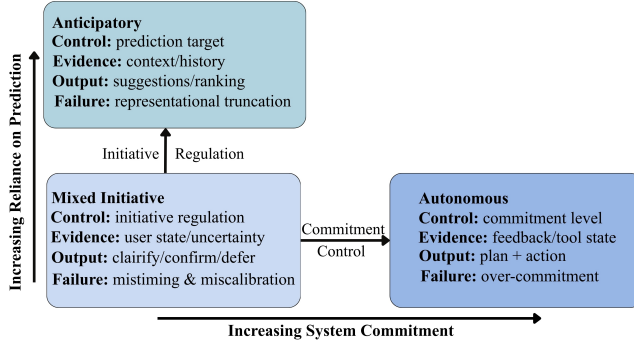 Anticipatory
Control: prediction target
Evidence: context/history
Output: suggestions/ranking
Failure: representational truncation
Increasing Reliance on Prediction
Initiative Regulation
Mixed Initiative
Control: initiative regulation
Evidence: user state/uncertainty
Output: clairify/confirm/defer
Failure: mistiming & miscalibration
Commitment
Control
Autonomous
Control: commitment level
Evidence: feedback/tool state
Output: plan + action
Failure: over-commitment
Increasing System Commitment